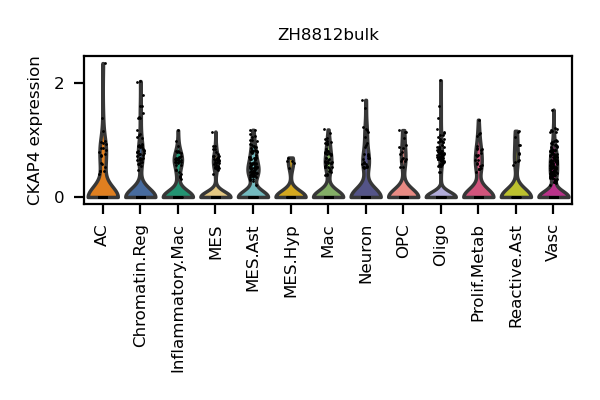 ZH8812bulk
CKAP4 expression
2
0
AC
Chromatin.Reg
Inflammatory.Mac
MES
MES.Ast
MES.Hyp
Mac
Neuron
OPC
Oligo
Prolif.Metab
Reactive.Ast
Vasc